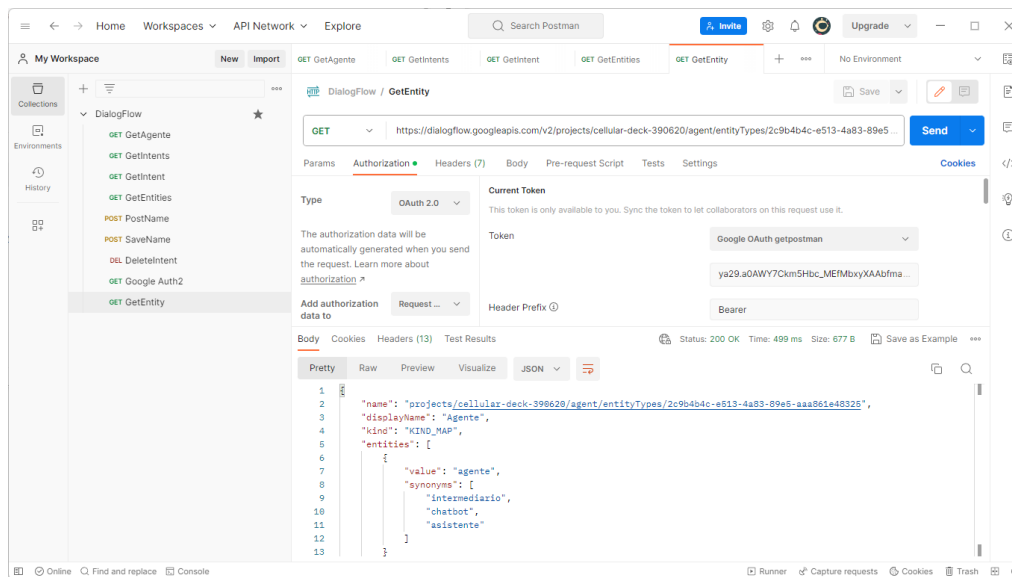 Home Workspaces API Network Explore Search Postman Invite Upgrade
My Workspace New Import GET GetAgente GET GetIntents GET GetIntent GET GetEntities GET GetEntity No Environment
Collections
Environments
History
DialogFlow
GET GetAgente
GET GetIntents
GET GetIntent
GET GetEntities
POST PostName
POST SaveName
DEL DeleteIntent
GET Google Auth2
GET GetEntity
HTTP DialogFlow / GetEntity Save
GET https://dialogflow.googleapis.com/v2/projects/cellular-deck-390620/agent/entityTypes/2c9b4b4c-e513-4a83-89e5 ... Send
Params Authorization Headers (7) Body Pre-request Script Tests Settings Cookies
Type OAuth 2.0
The authorization data will be
automatically generated when you send
the request. Learn more about
authorization
Add authorization
data to
Request ...
Current Token
This token is only available to you. Sync the token to let collaborators on this request use it.
Token Google OAuth getpostman
ya29.a0AWY7Ckm5Hbc_MEfMbxyXAAbfma...
Header Prefix Bearer
Body Cookies Headers (13) Test Results Status: 200 OK Time: 499 ms Size: 677 B Save as Example
Pretty Raw Preview Visualize JSON
1 {
2 "name": "projects/cellular-deck-390620/agent/entityTypes/2c9b4b4c-e513-4a83-89e5-aaa861e48325",
3 "displayName": "Agente",
4 "kind": "KIND_MAP",
5 "entities": [
6 {
7 "value": "agente",
8 "synonyms": [
9 "intermediario",
10 "chatbot",
11 "asistente"
12 ]
13 }
Online Find and replace Console Runner Capture requests Cookies Trash